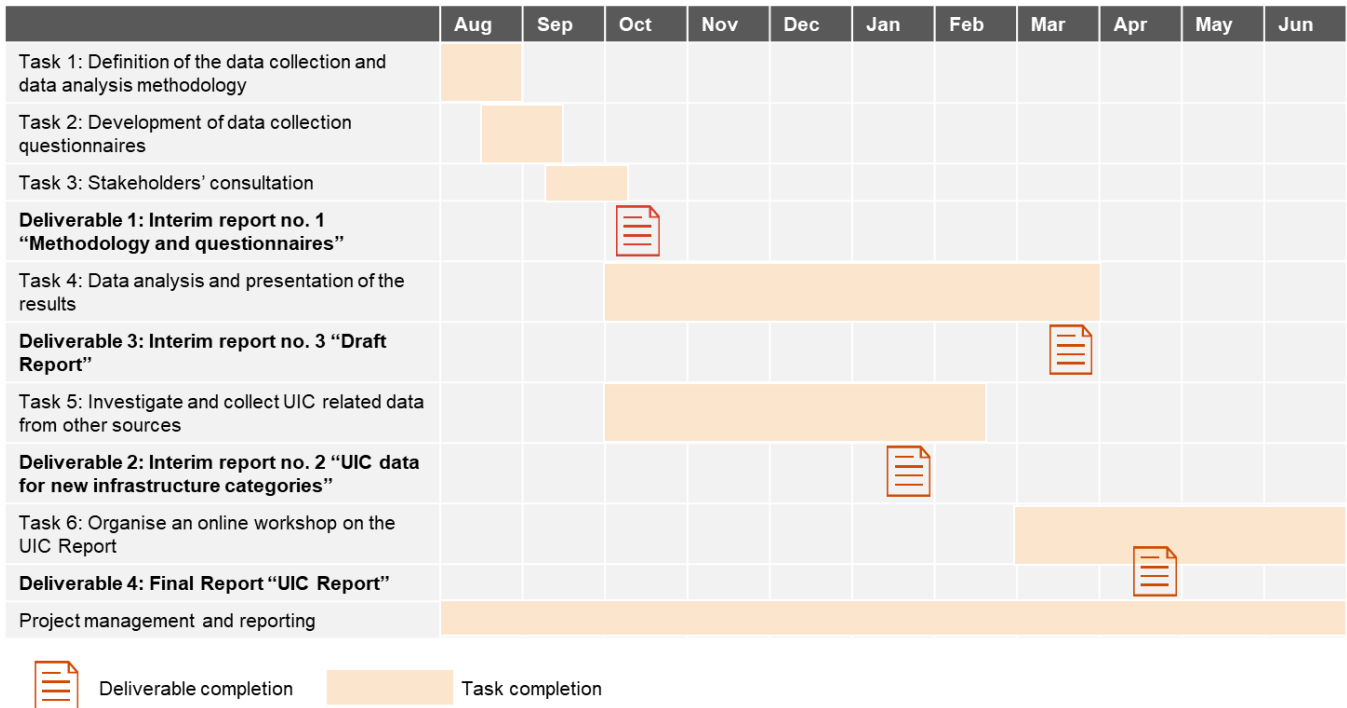 Aug Sep Oct Nov Dec Jan Feb Mar Apr May Jun
Task 1: Definition of the data collection and
data analysis methodology
Task 2: Development of data collection
questionnaires
Task 3: Stakeholders’ consultation
Deliverable 1: Interim report no. 1
“Methodology and questionnaires”
Task 4: Data analysis and presentation of the
results
Deliverable 3: Interim report no. 3 “Draft
Report”
Task 5: Investigate and collect UIC related data
from other sources
Deliverable 2: Interim report no. 2 “UIC data
for new infrastructure categories”
Task 6: Organise an online workshop on the
UIC Report
Deliverable 4: Final Report “UIC Report”
Project management and reporting
Deliverable completion
Task completion